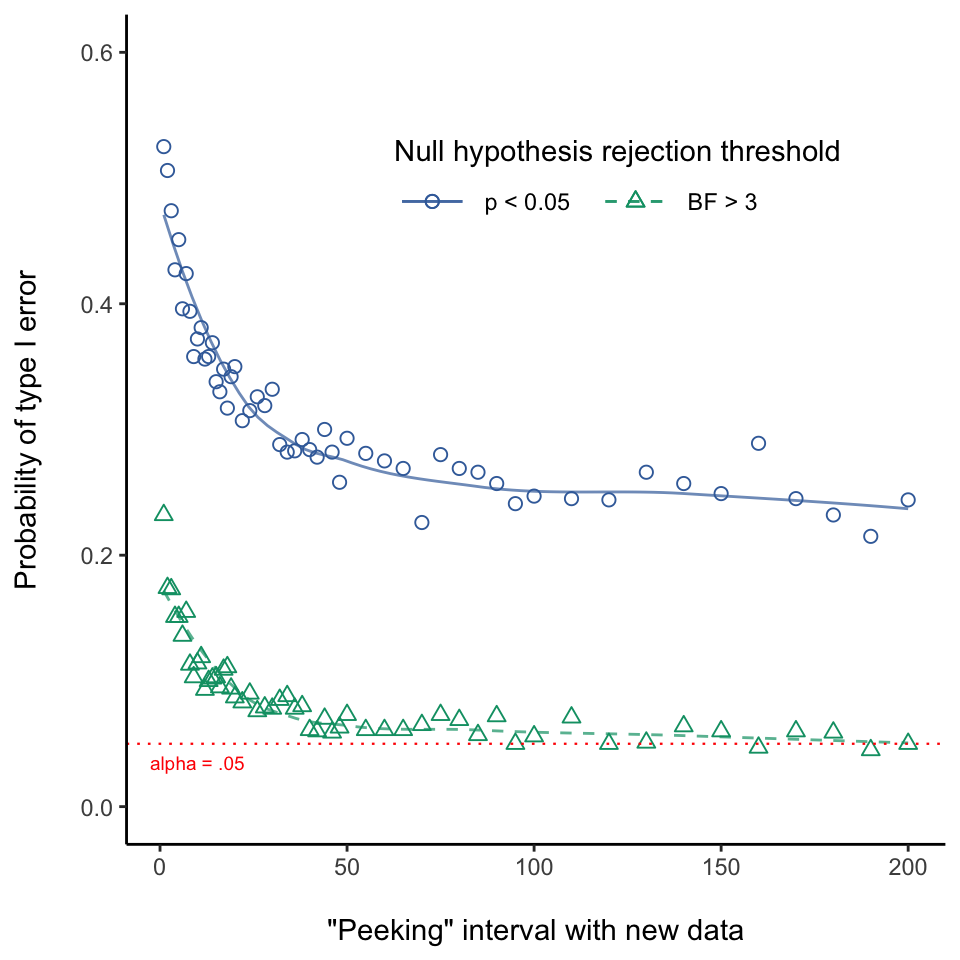 0.6
Null hypothesis rejection threshold
p < 0.05 BF > 3
0.4
Probability of type I error
0.2
alpha = .05
0.0
0 50 100 150 200
"Peeking" interval with new data